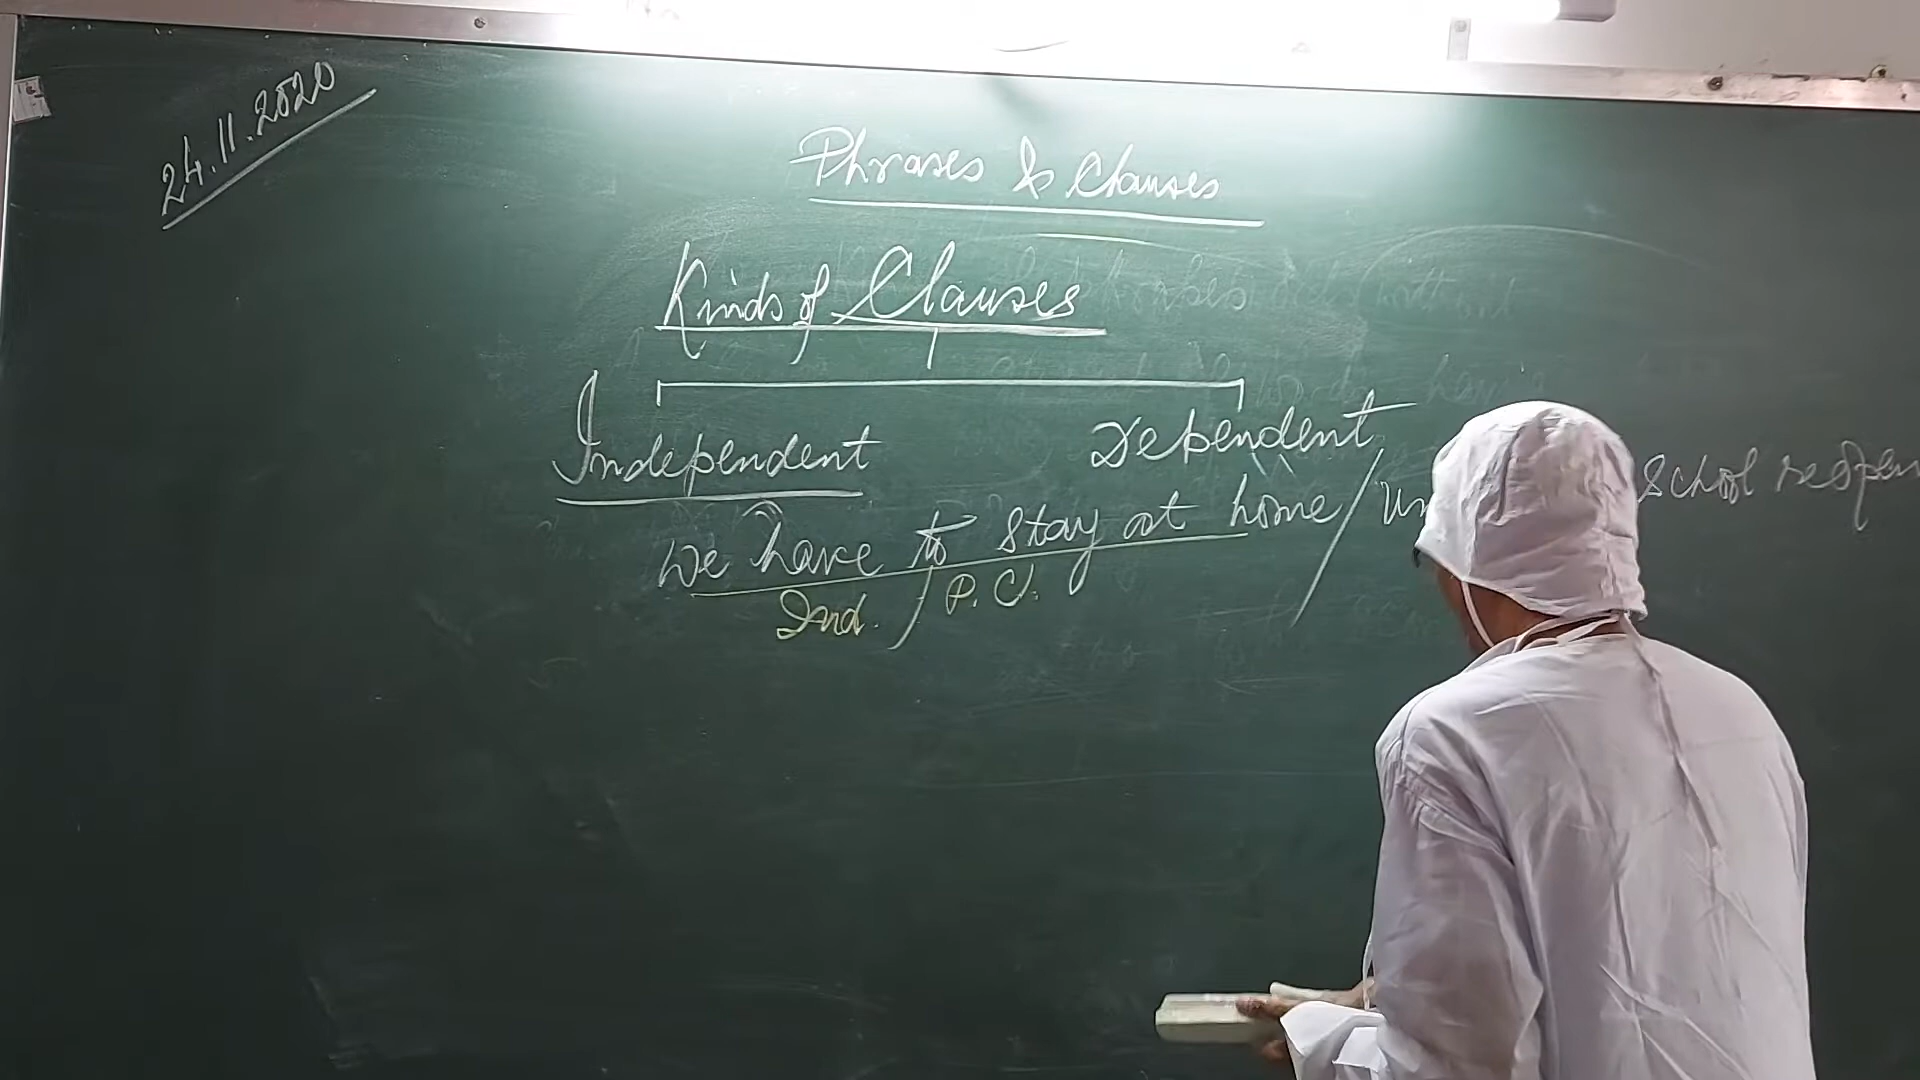 24.11.2020
Phrases & Clauses
Kinds of Clauses
Independent Dependent
We have to stay at home / School reopen
Ind. / P.C.